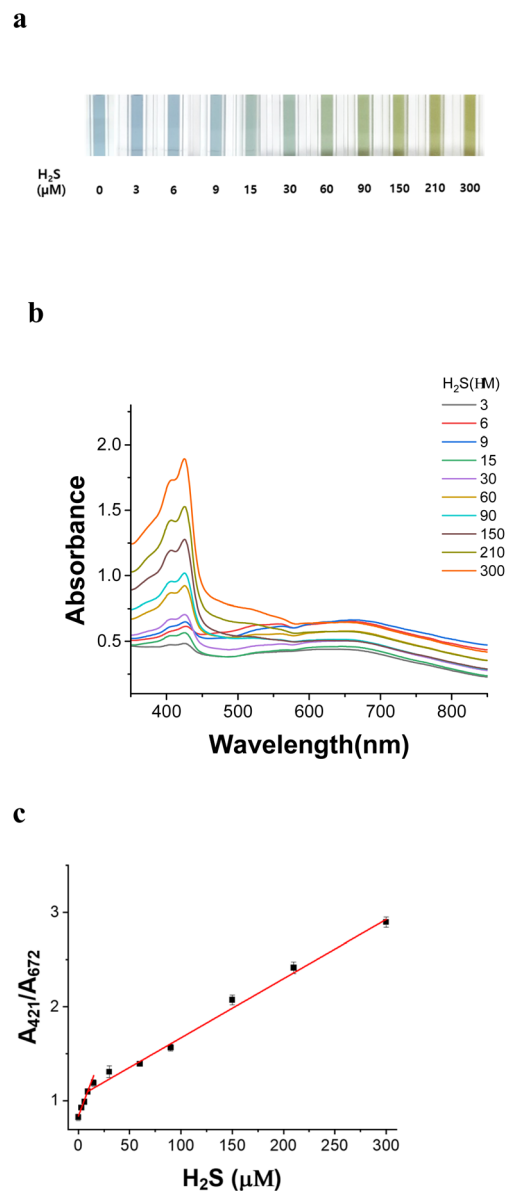 a
H₂S
(μM) 0 3 6 9 15 30 60 90 150 210 300
b
H₂S(HM)
3
6
9
15
30
60
90
150
210
300
2.0
1.5
1.0
0.5
Absorbance
400 500 600 700 800
Wavelength(nm)
c
3
2
1
A₄₂₁/A₆₇₂
0 50 100 150 200 250 300
H₂S (μM)